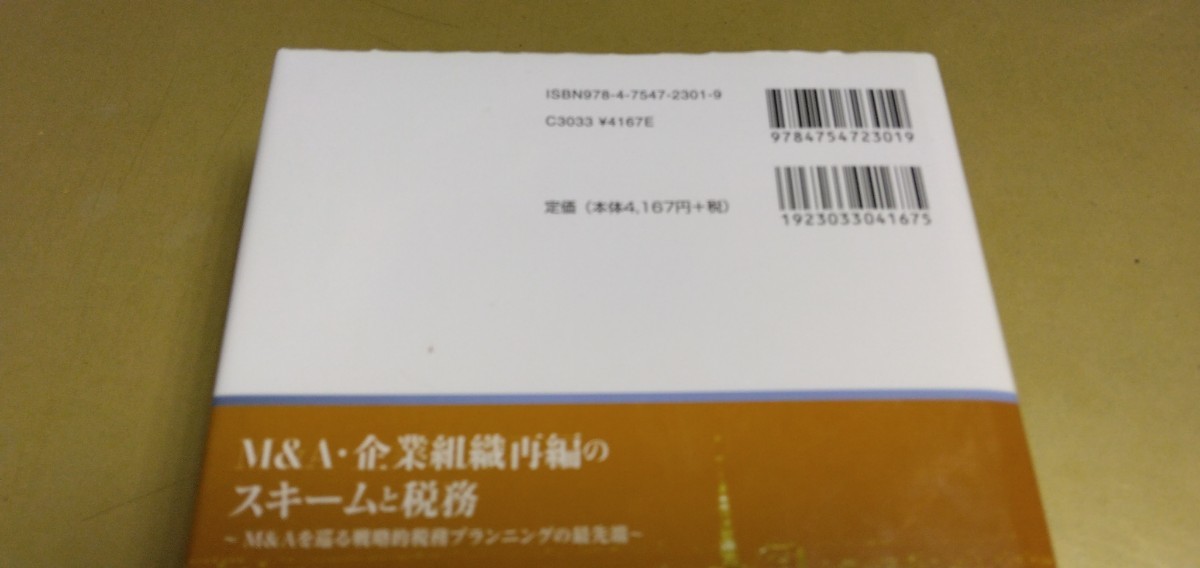 ISBN978-4-7547-2301-9
C3033 ¥4167E
9784754723019
定価（本体4,167円＋税）
1923033041675
M&A・企業組織再編の
スキームと税務
～M&Aを巡る戦略的税務プランニングの最先端～